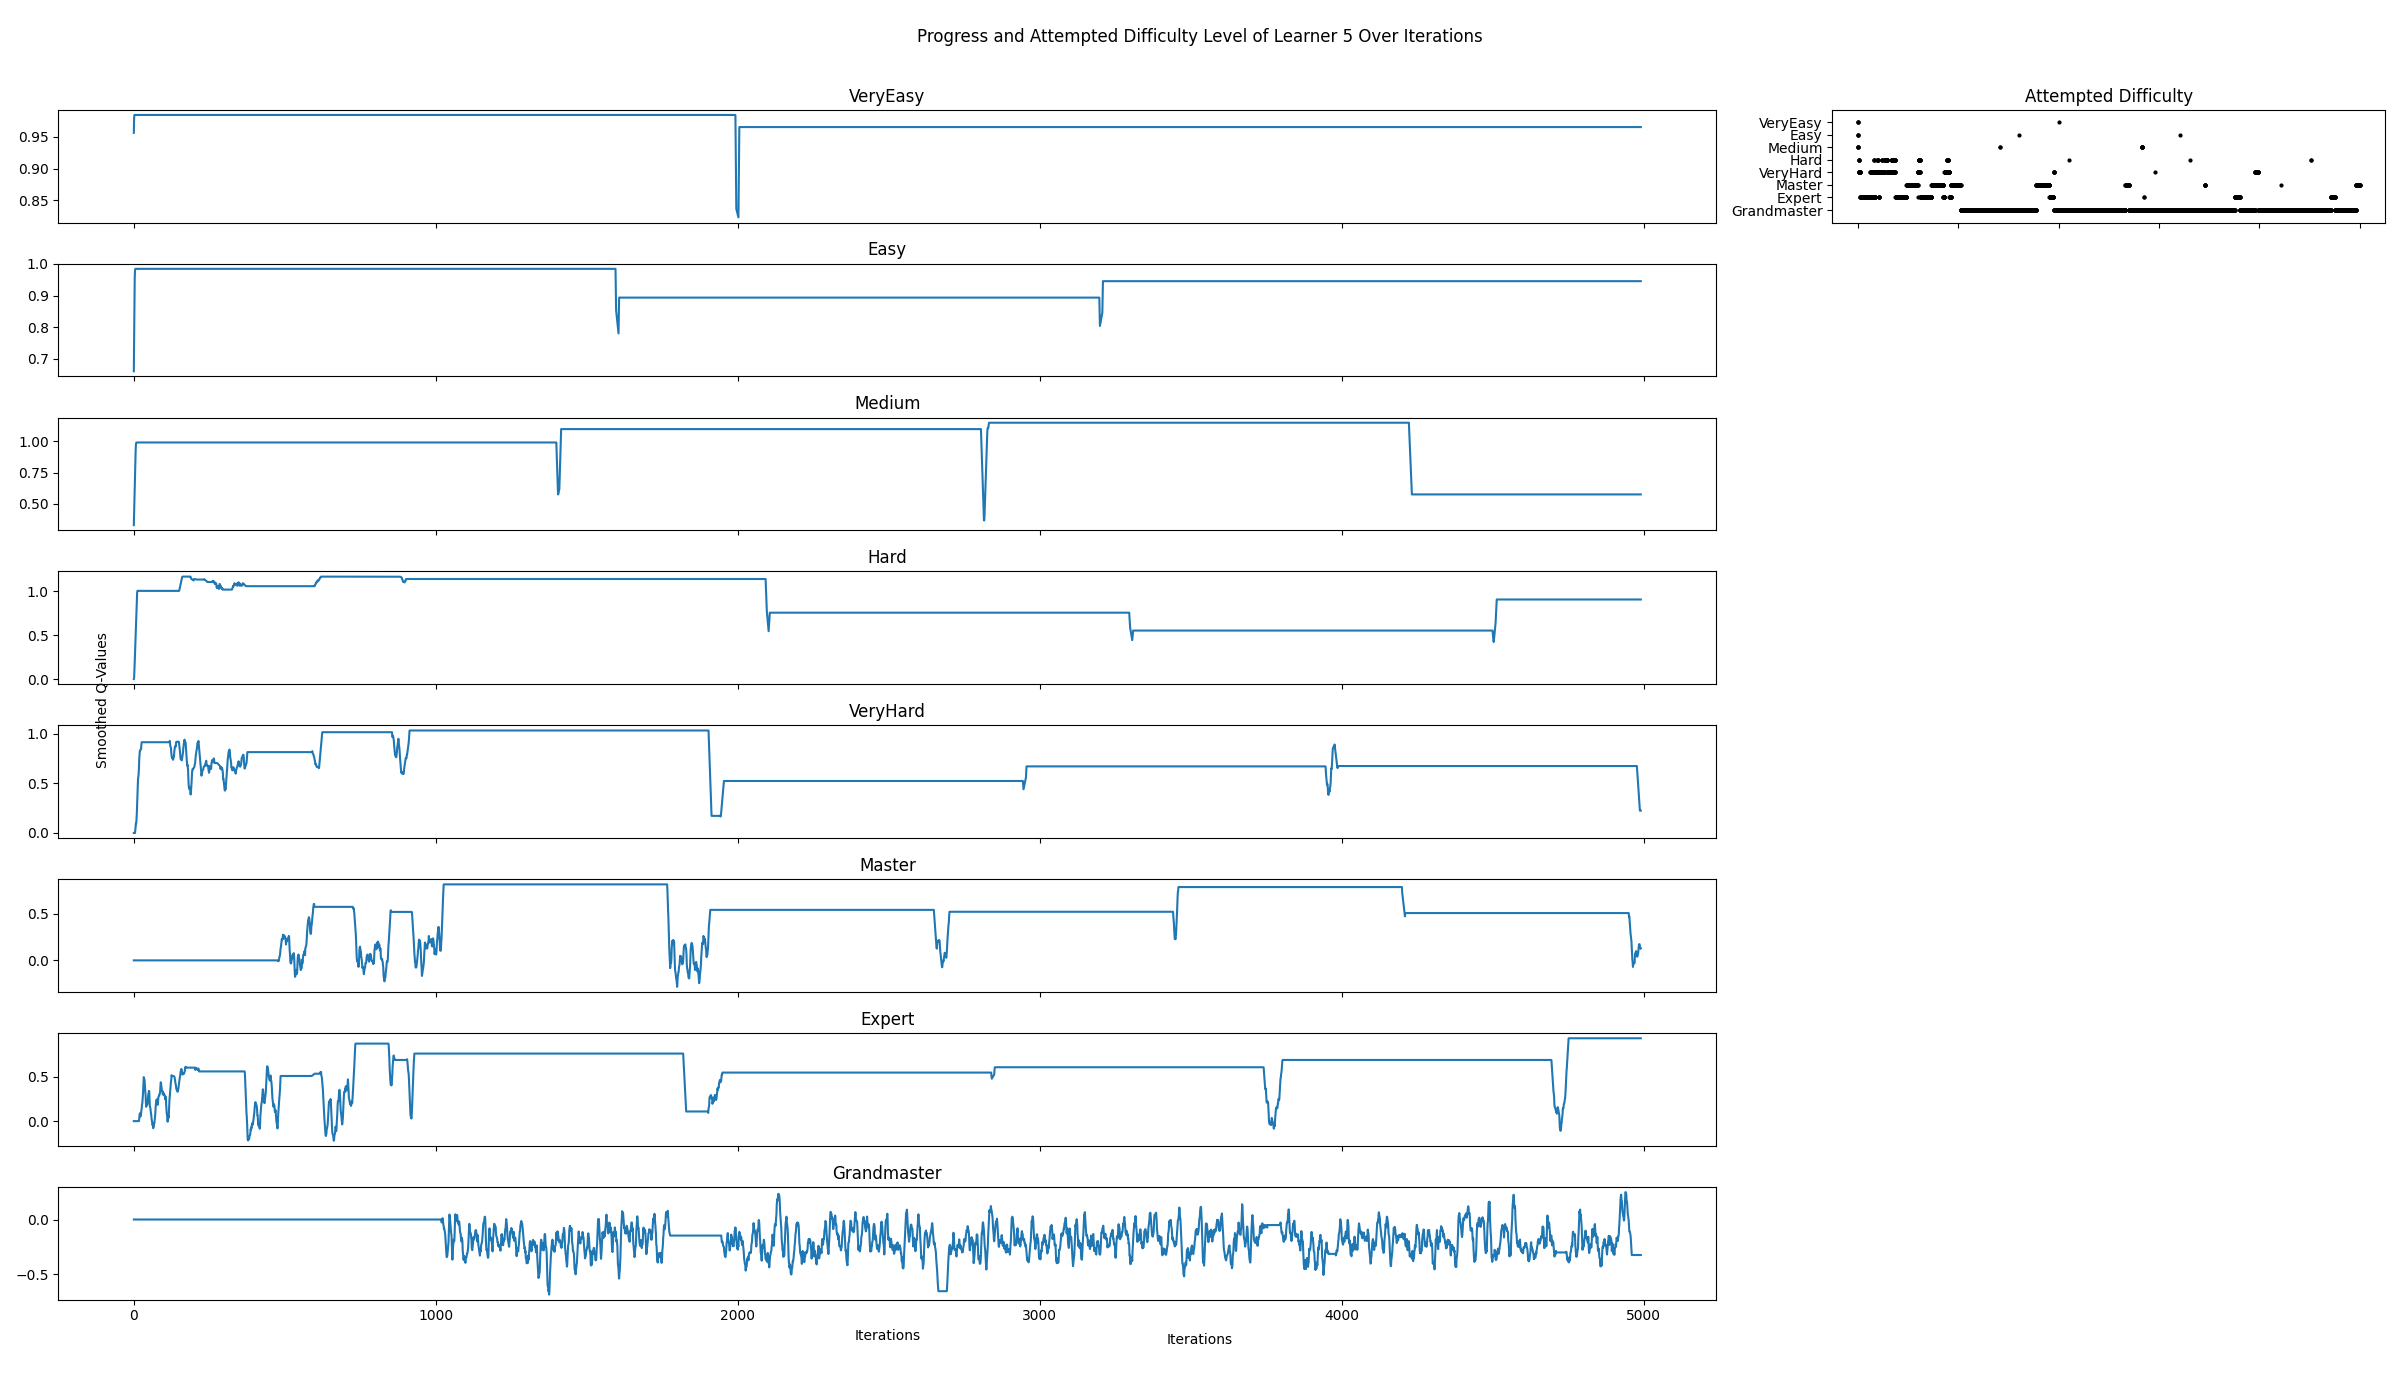 Progress and Attempted Difficulty Level of Learner 5 Over Iterations
VeryEasy
0.95
0.90
0.85
Easy
1.0
0.9
0.8
0.7
Medium
1.00
0.75
0.50
Hard
1.0
0.5
0.0
Smoothed Q-Values
VeryHard
1.0
0.5
0.0
Master
0.5
0.0
Expert
0.5
0.0
Grandmaster
0.0
−0.5
0 1000 2000 3000 4000 5000
Iterations
Iterations
Attempted Difficulty
VeryEasy
Easy
Medium
Hard
VeryHard
Master
Expert
Grandmaster